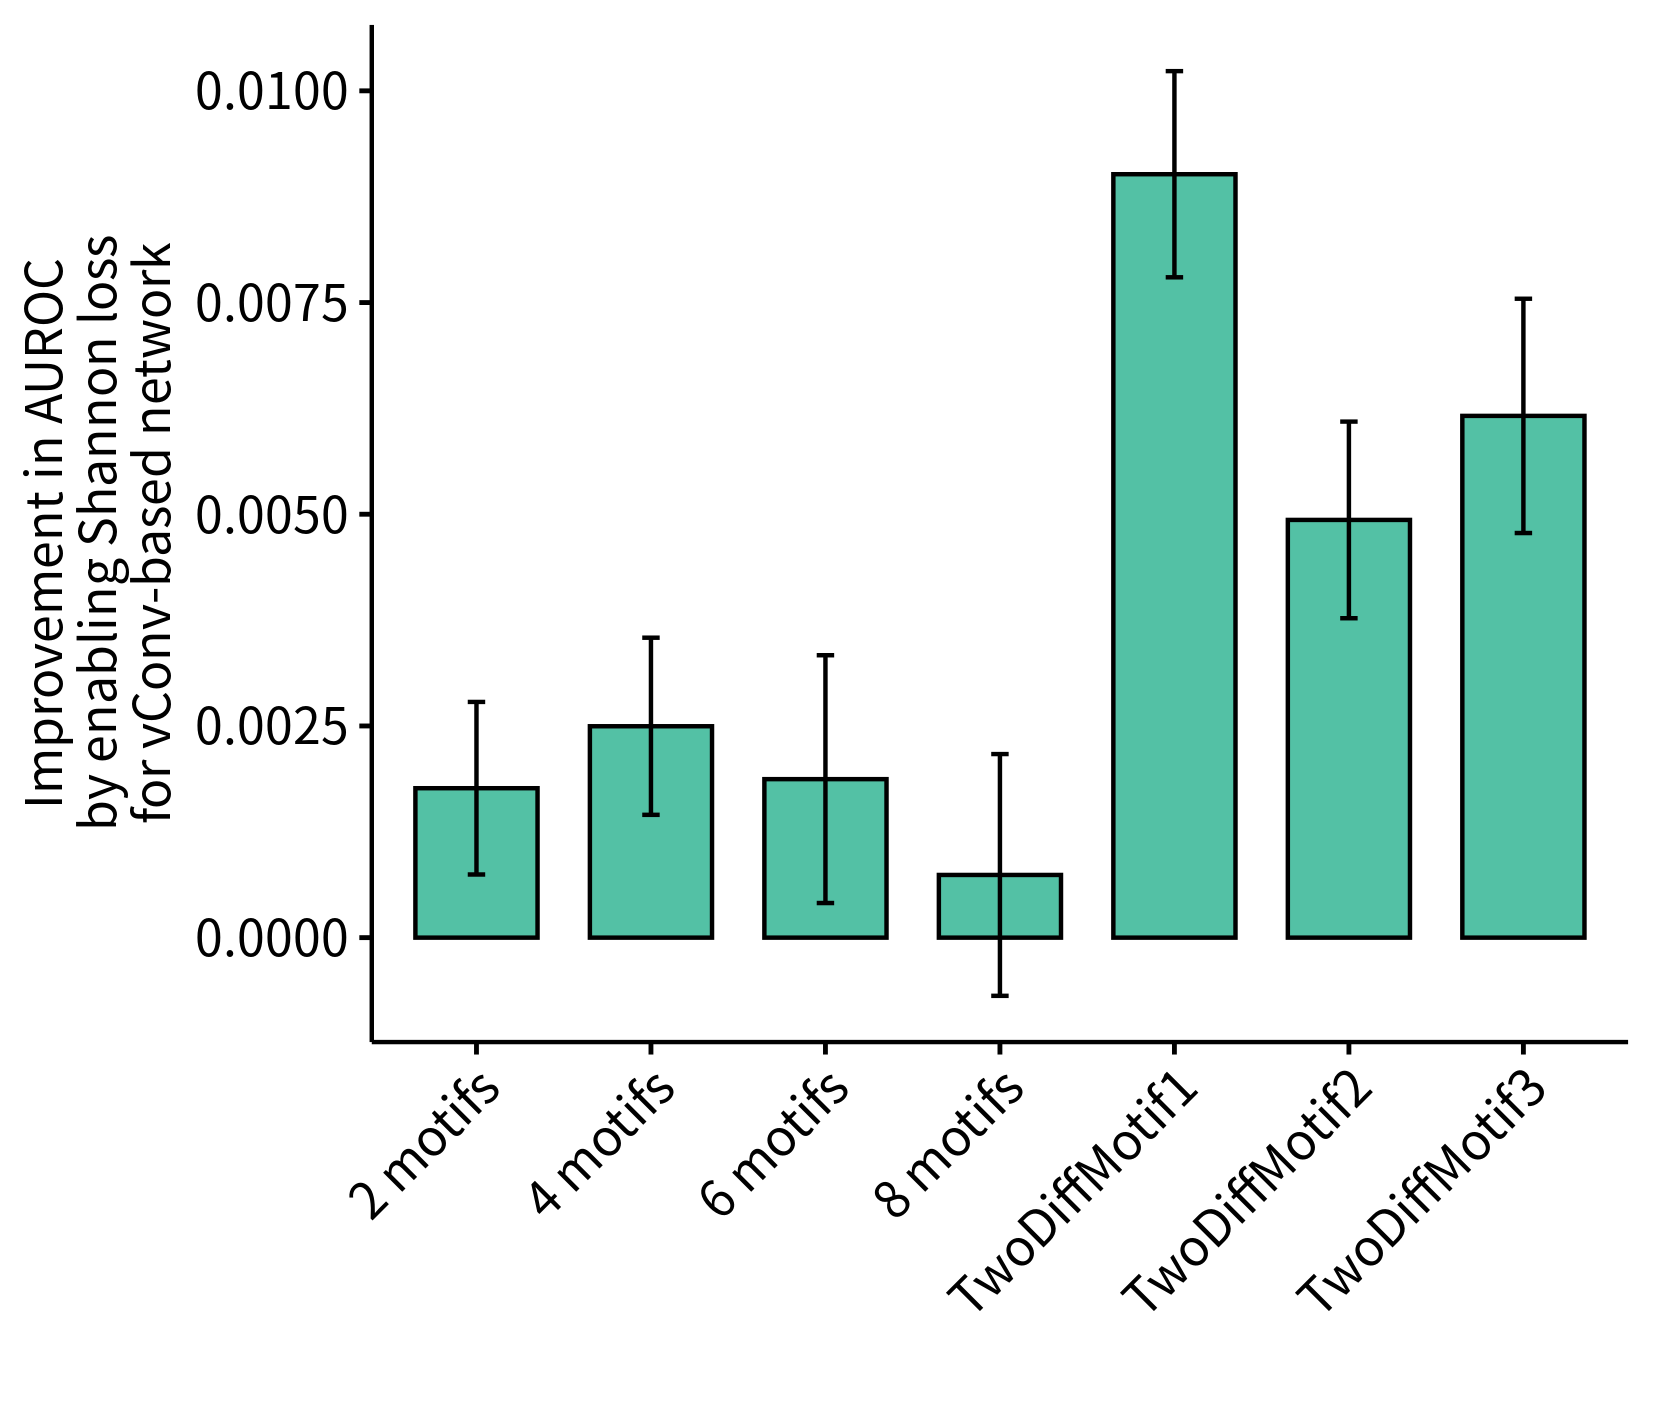 Improvement in AUROC
by enabling Shannon loss
for vConv-based network
0.0100
0.0075
0.0050
0.0025
0.0000
2 motifs
4 motifs
6 motifs
8 motifs
TwoDiffMotif1
TwoDiffMotif2
TwoDiffMotif3